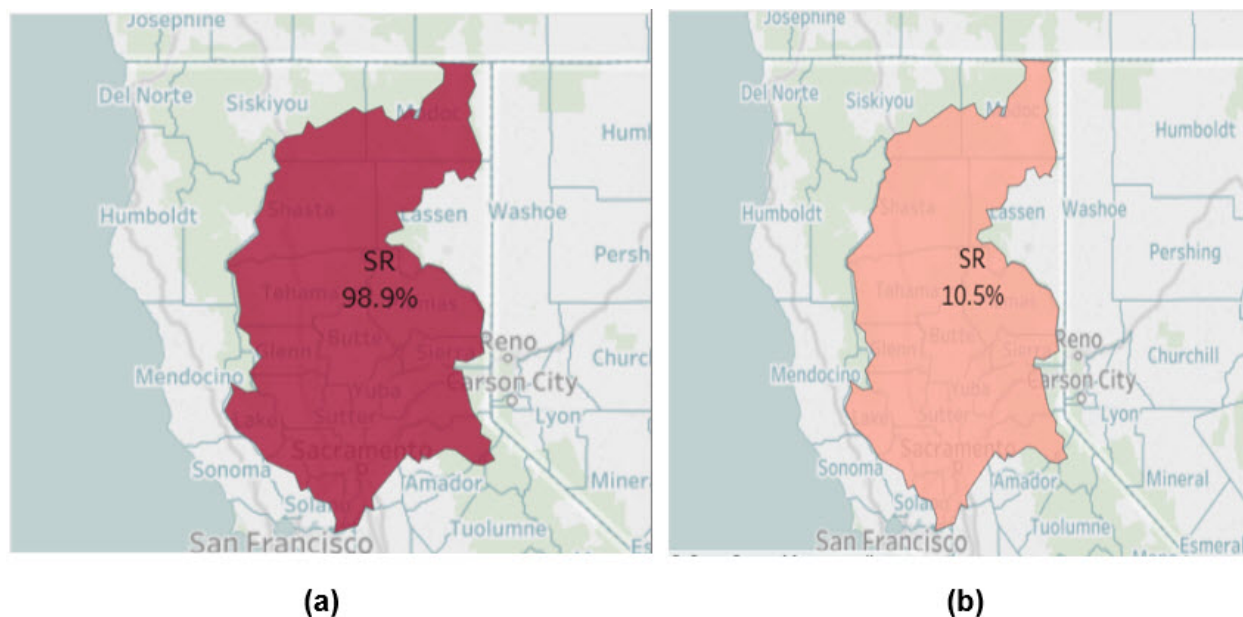 Josephine
Del Norte
Siskiyou
Modoc
Humb
Humboldt
Shasta
Lassen
Washoe
Persh
SR
98.9%
Tehama
Butte
Glenn
Sierra
Reno
Mendocino
Carson City
Churc
Yuba
Lake
Sutter
Lyon
Sacramento
Sonoma
Amador
Minera
Solano
Tuolumne
San Francisco
Es
(a)
Josephine
Del Norte
Siskiyou
Modoc
Humboldt
Humboldt
Shasta
Lassen
Washoe
Pershing
SR
10.5%
Tehama
Butte
Glenn
Sierra
Reno
Mendocino
Carson City
Churchill
Yuba
Lake
Sutter
Lyon
Sacramento
Sonoma
Amador
Mineral
Solano
Tuolumne
San Francisco
Esmeral
(b)